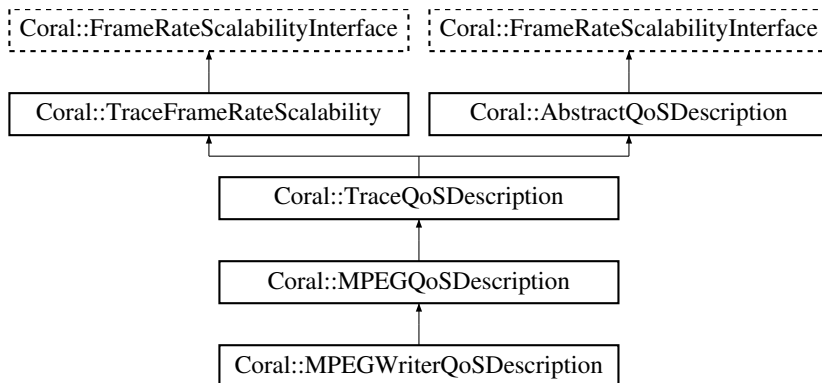 Coral::FrameRateScalabilityInterface
Coral::FrameRateScalabilityInterface
Coral::TraceFrameRateScalability
Coral::AbstractQoSDescription
Coral::TraceQoSDescription
Coral::MPEGQoSDescription
Coral::MPEGWriterQoSDescription